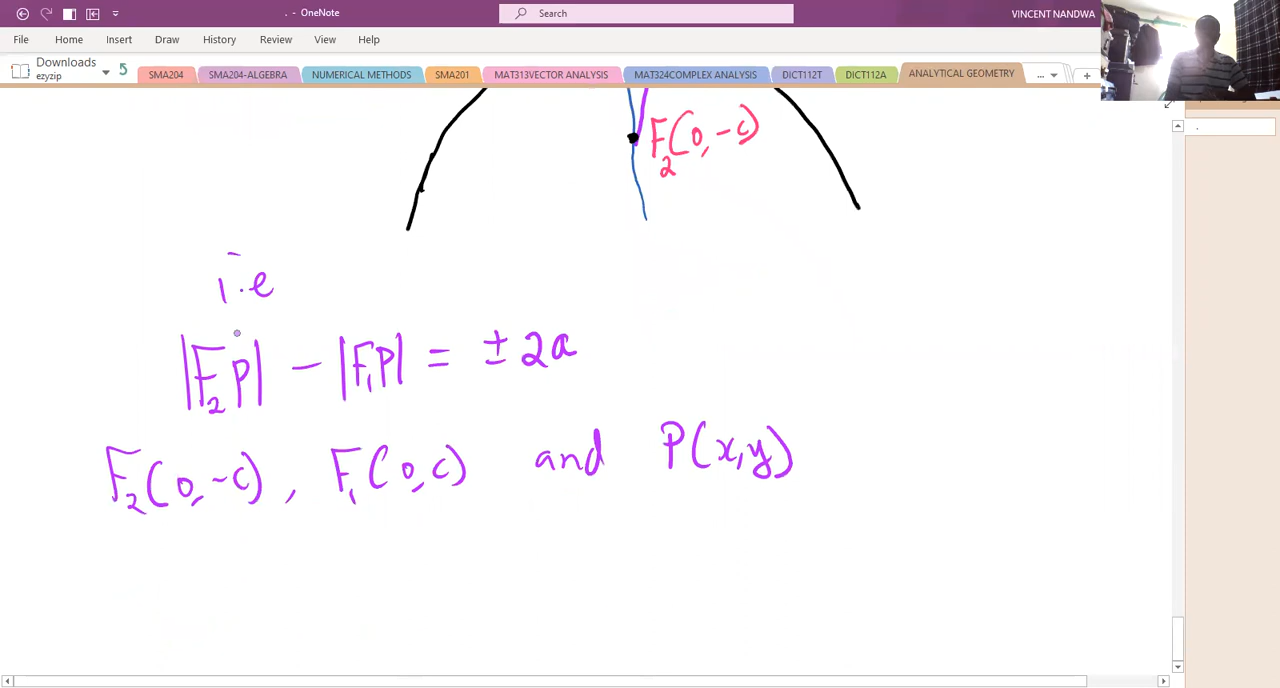 . - OneNote
Search
VINCENT NANDWA
File Home Insert Draw History Review View Help
Downloads
ezyzip
SMA204 SMA204-ALGEBRA NUMERICAL METHODS SMA201 MAT313VECTOR ANALYSIS MAT324COMPLEX ANALYSIS DICT112T DICT112A ANALYTICAL GEOMETRY ... +
F₂(0, -c)
i.e
|F₂P| - |F₁P| = ± 2a
F₂(0, -c), F₁(0, c) and P(x,y)